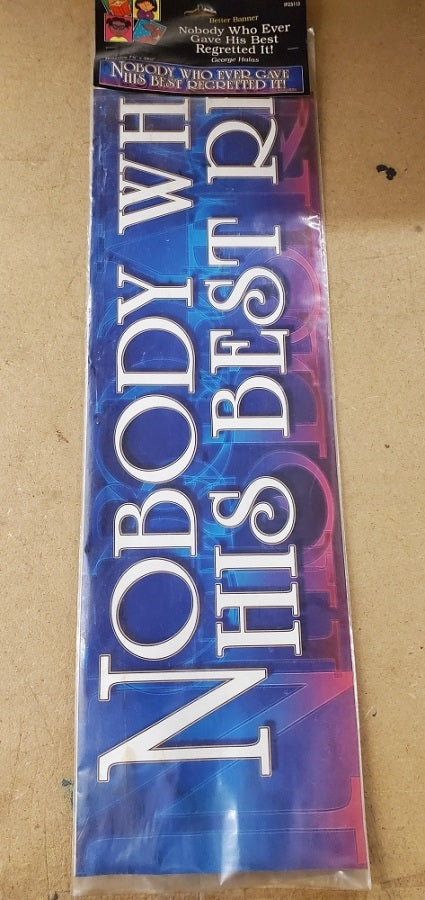 Better Banner
Nobody Who Ever
Gave His Best
Regretted It!
George Halas
NOBODY WHO EVER GAVE
HIS BEST REGRETTED IT!
NOBODY WH
HIS BEST RE